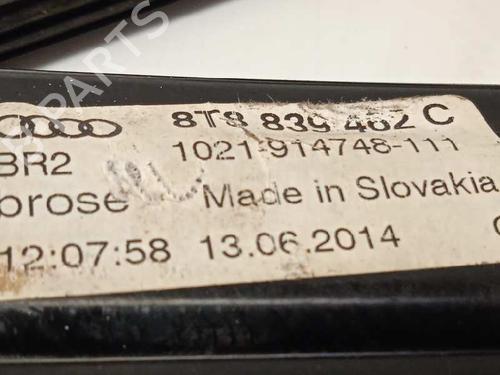 8T8 839 462 C
BR2 1021-914748-111
brose Made in Slovakia
12:07:58 13.06.2014